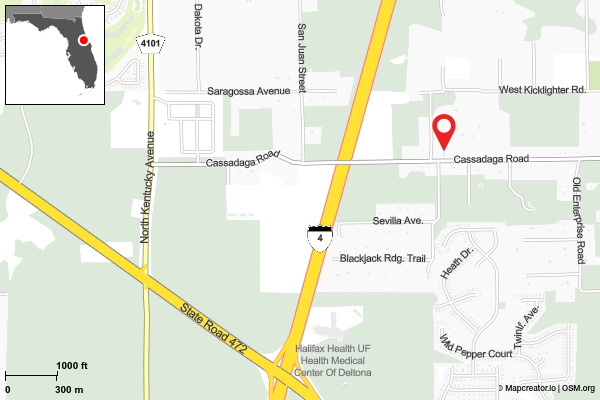 Dakota Dr.
San Juan Street
4101
Saragossa Avenue
West Kicklighter Rd.
North Kentucky Avenue
Cassadaga Road
Cassadaga Road
Old Enterprise Road
Sevilla Ave.
4
Blackjack Rdg. Trail
Heath Dr.
State Road 472
Twinlf. Ave.
Wild Pepper Court
Halifax Health UF
Health Medical
Center Of Deltona
1000 ft
0 300 m
© Mapcreator.io | OSM.org